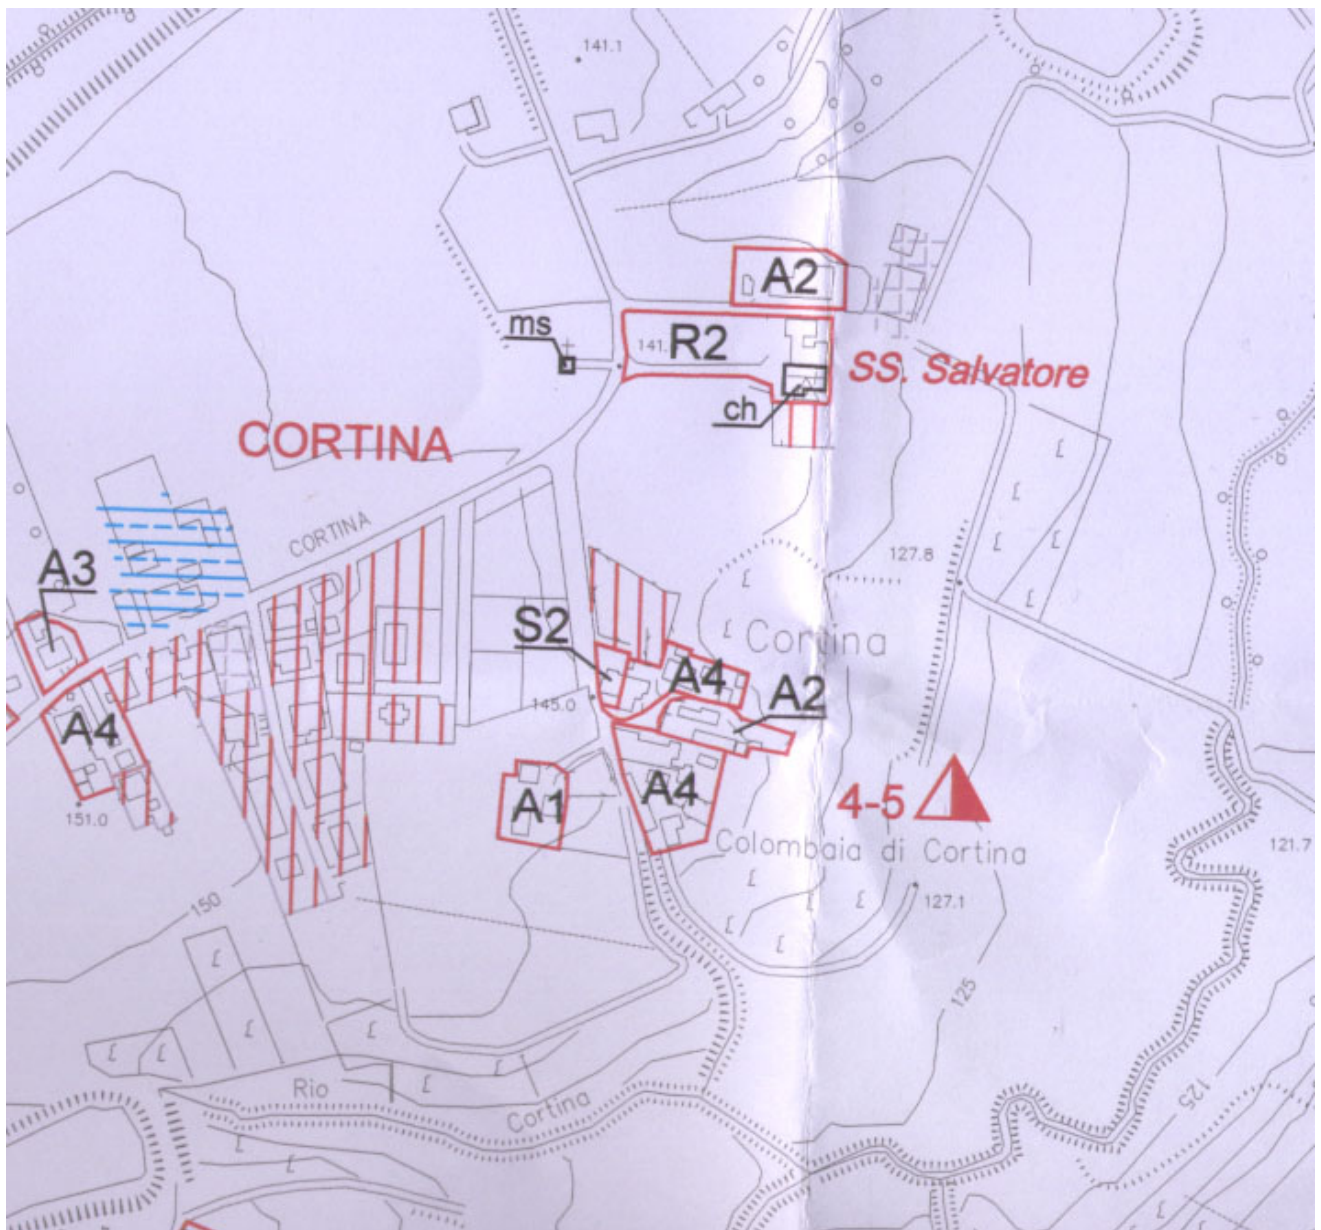 141.1
A2
ms
141.
R2
SS. Salvatore
ch
CORTINA
CORTINA
127.8
A3
S2
Cortina
A4
A2
145.0
A4
A1
A4
4-5
151.0
Colombaia di Cortina
121.7
150
127.1
125
Rio
Cortina
125